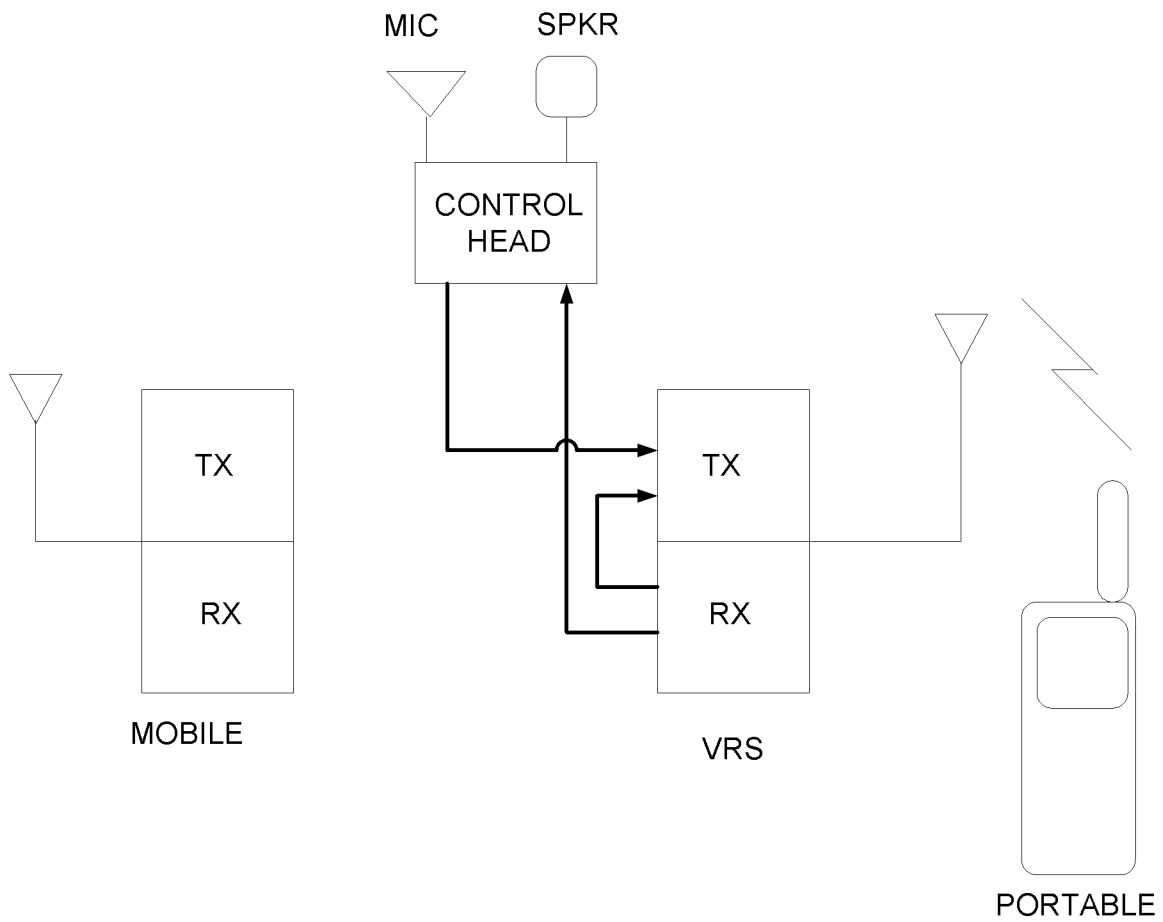 MIC
SPKR
CONTROL
HEAD
TX
TX
RX
RX
MOBILE
VRS
PORTABLE